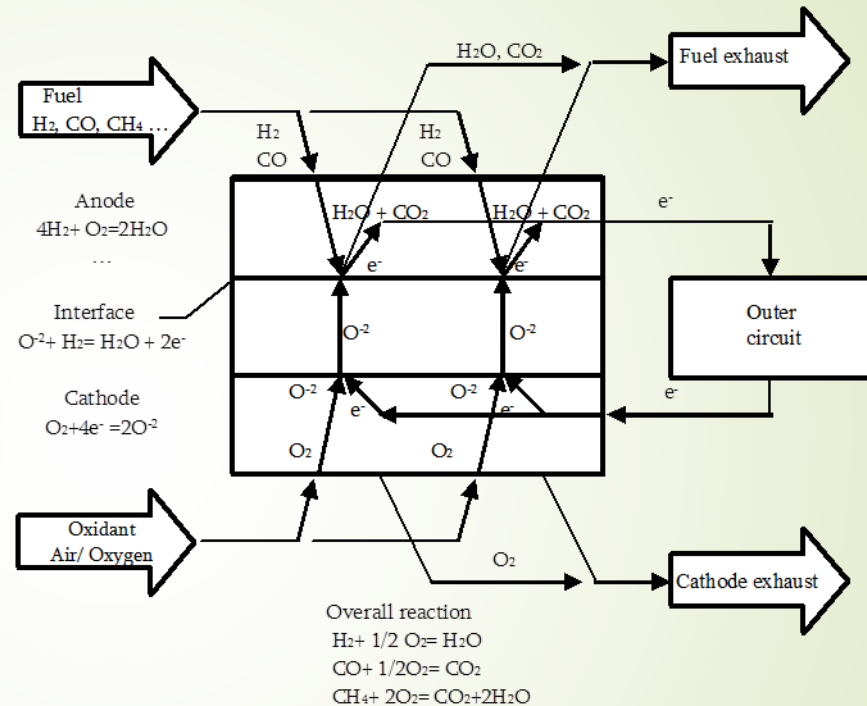 H₂O, CO₂
Fuel exhaust
Fuel
H₂, CO, CH₄ ...
H₂
CO
H₂
CO
Anode
4H₂+ O₂=2H₂O
...
H₂O + CO₂
H₂O + CO₂
e⁻
e⁻
e⁻
Interface
O⁻²+ H₂= H₂O + 2e⁻
O⁻²
O⁻²
Outer
circuit
Cathode
O₂+4e⁻ =2O⁻²
O⁻²
O⁻²
e⁻
e⁻
e⁻
O₂
O₂
Oxidant
Air/ Oxygen
O₂
Cathode exhaust
Overall reaction
H₂+ 1/2 O₂= H₂O
CO+ 1/2O₂= CO₂
CH₄+ 2O₂= CO₂+2H₂O